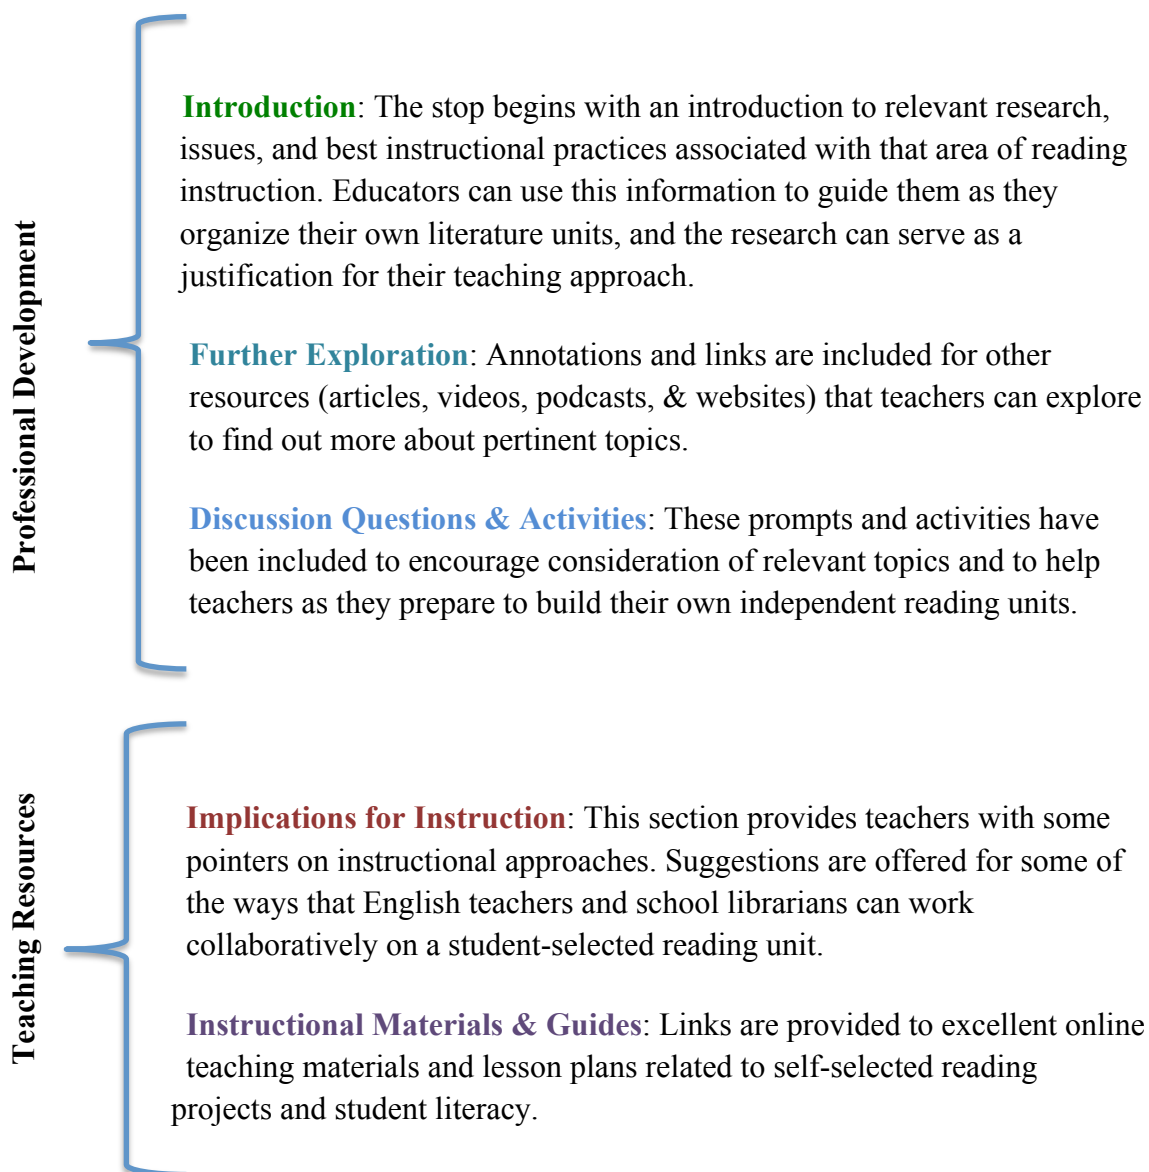 Professional Development
Introduction: The stop begins with an introduction to relevant research,
issues, and best instructional practices associated with that area of reading
instruction. Educators can use this information to guide them as they
organize their own literature units, and the research can serve as a
justification for their teaching approach.
Further Exploration: Annotations and links are included for other
resources (articles, videos, podcasts, & websites) that teachers can explore
to find out more about pertinent topics.
Discussion Questions & Activities: These prompts and activities have
been included to encourage consideration of relevant topics and to help
teachers as they prepare to build their own independent reading units.
Teaching Resources
Implications for Instruction: This section provides teachers with some
pointers on instructional approaches. Suggestions are offered for some of
the ways that English teachers and school librarians can work
collaboratively on a student-selected reading unit.
Instructional Materials & Guides: Links are provided to excellent online
teaching materials and lesson plans related to self-selected reading
projects and student literacy.